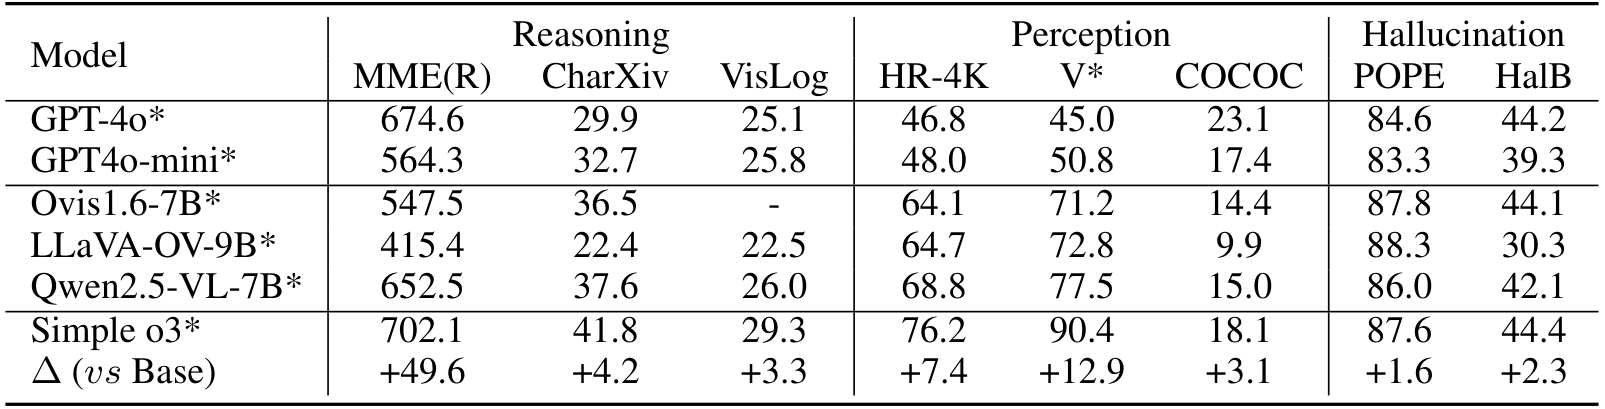 Model Reasoning Perception Hallucination
MME(R) CharXiv VisLog HR-4K V* COCOC POPE HalB
GPT-4o* 674.6 29.9 25.1 46.8 45.0 23.1 84.6 44.2
GPT4o-mini* 564.3 32.7 25.8 48.0 50.8 17.4 83.3 39.3
Ovis1.6-7B* 547.5 36.5 - 64.1 71.2 14.4 87.8 44.1
LLaVA-OV-9B* 415.4 22.4 22.5 64.7 72.8 9.9 88.3 30.3
Qwen2.5-VL-7B* 652.5 37.6 26.0 68.8 77.5 15.0 86.0 42.1
Simple o3* 702.1 41.8 29.3 76.2 90.4 18.1 87.6 44.4
Δ (vs Base) +49.6 +4.2 +3.3 +7.4 +12.9 +3.1 +1.6 +2.3